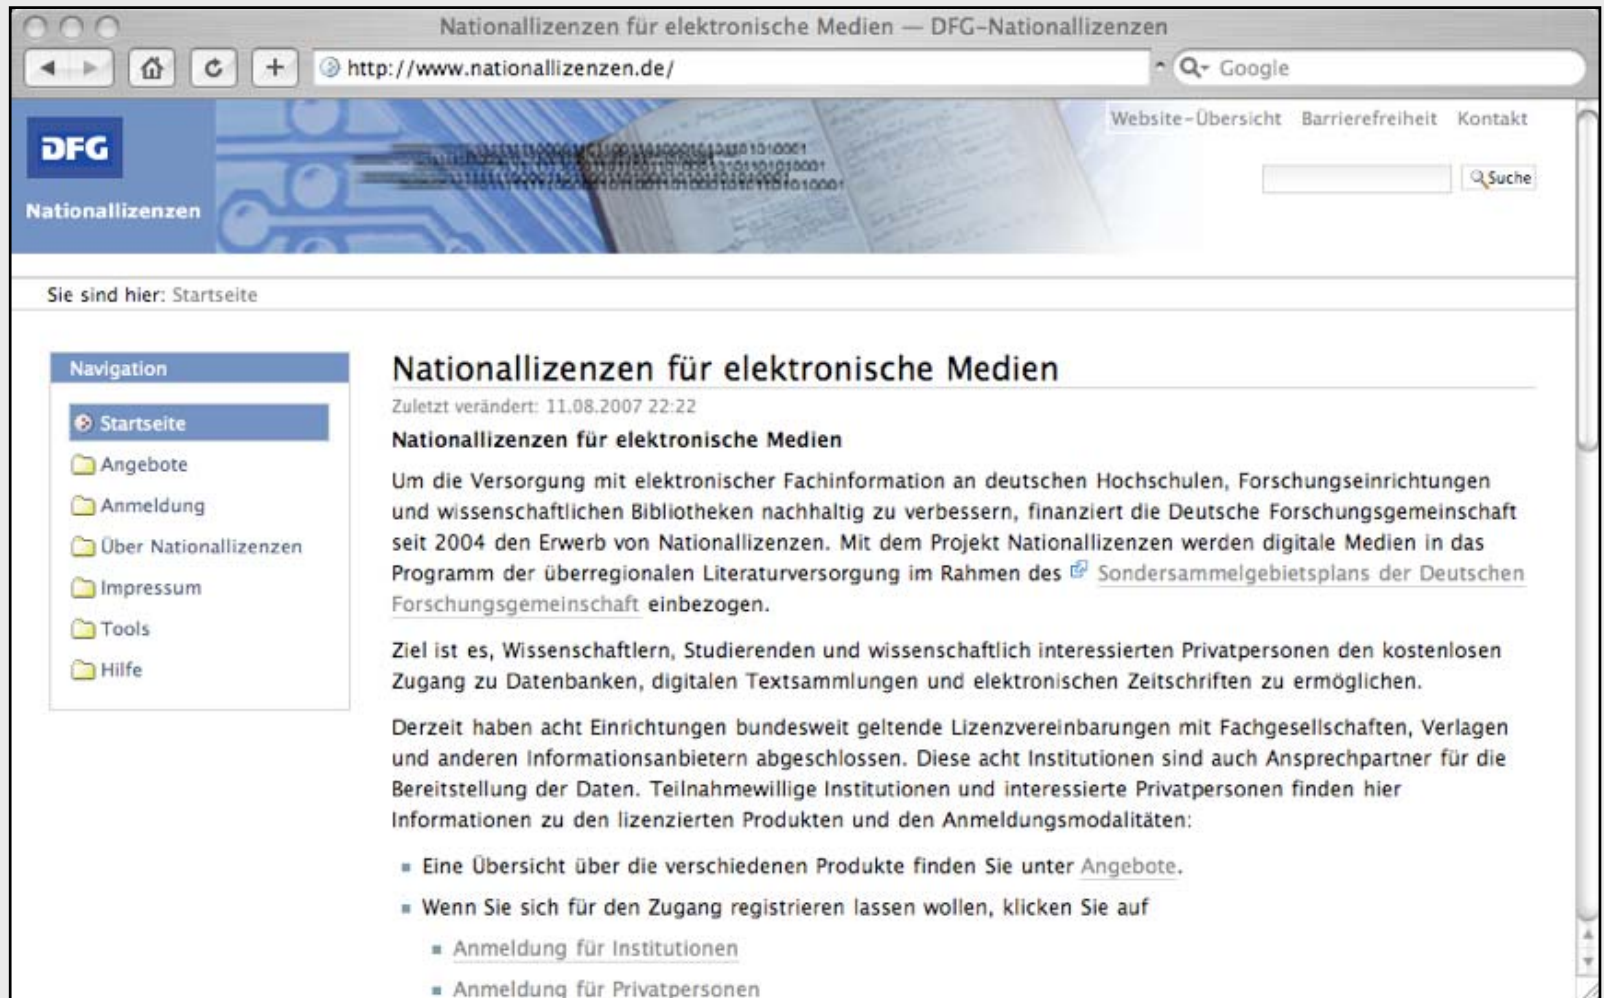 Nationallizenzen für elektronische Medien — DFG-Nationallizenzen
http://www.nationallizenzen.de/
Google
Website-Übersicht Barrierefreiheit Kontakt
DFG
Suche
Nationallizenzen
Sie sind hier: Startseite
Navigation
Startseite
Angebote
Anmeldung
Über Nationallizenzen
Impressum
Tools
Hilfe
Nationallizenzen für elektronische Medien
Zuletzt verändert: 11.08.2007 22:22
Nationallizenzen für elektronische Medien
Um die Versorgung mit elektronischer Fachinformation an deutschen Hochschulen, Forschungseinrichtungen
und wissenschaftlichen Bibliotheken nachhaltig zu verbessern, finanziert die Deutsche Forschungsgemeinschaft
seit 2004 den Erwerb von Nationallizenzen. Mit dem Projekt Nationallizenzen werden digitale Medien in das
Programm der überregionalen Literaturversorgung im Rahmen des Sondersammelgebietsplans der Deutschen
Forschungsgemeinschaft einbezogen.
Ziel ist es, Wissenschaftlern, Studierenden und wissenschaftlich interessierten Privatpersonen den kostenlosen
Zugang zu Datenbanken, digitalen Textsammlungen und elektronischen Zeitschriften zu ermöglichen.
Derzeit haben acht Einrichtungen bundesweit geltende Lizenzvereinbarungen mit Fachgesellschaften, Verlagen
und anderen Informationsanbietern abgeschlossen. Diese acht Institutionen sind auch Ansprechpartner für die
Bereitstellung der Daten. Teilnahmewillige Institutionen und interessierte Privatpersonen finden hier
Informationen zu den lizenzierten Produkten und den Anmeldungsmodalitäten:
Eine Übersicht über die verschiedenen Produkte finden Sie unter Angebote.
Wenn Sie sich für den Zugang registrieren lassen wollen, klicken Sie auf
Anmeldung für Institutionen
Anmeldung für Privatpersonen